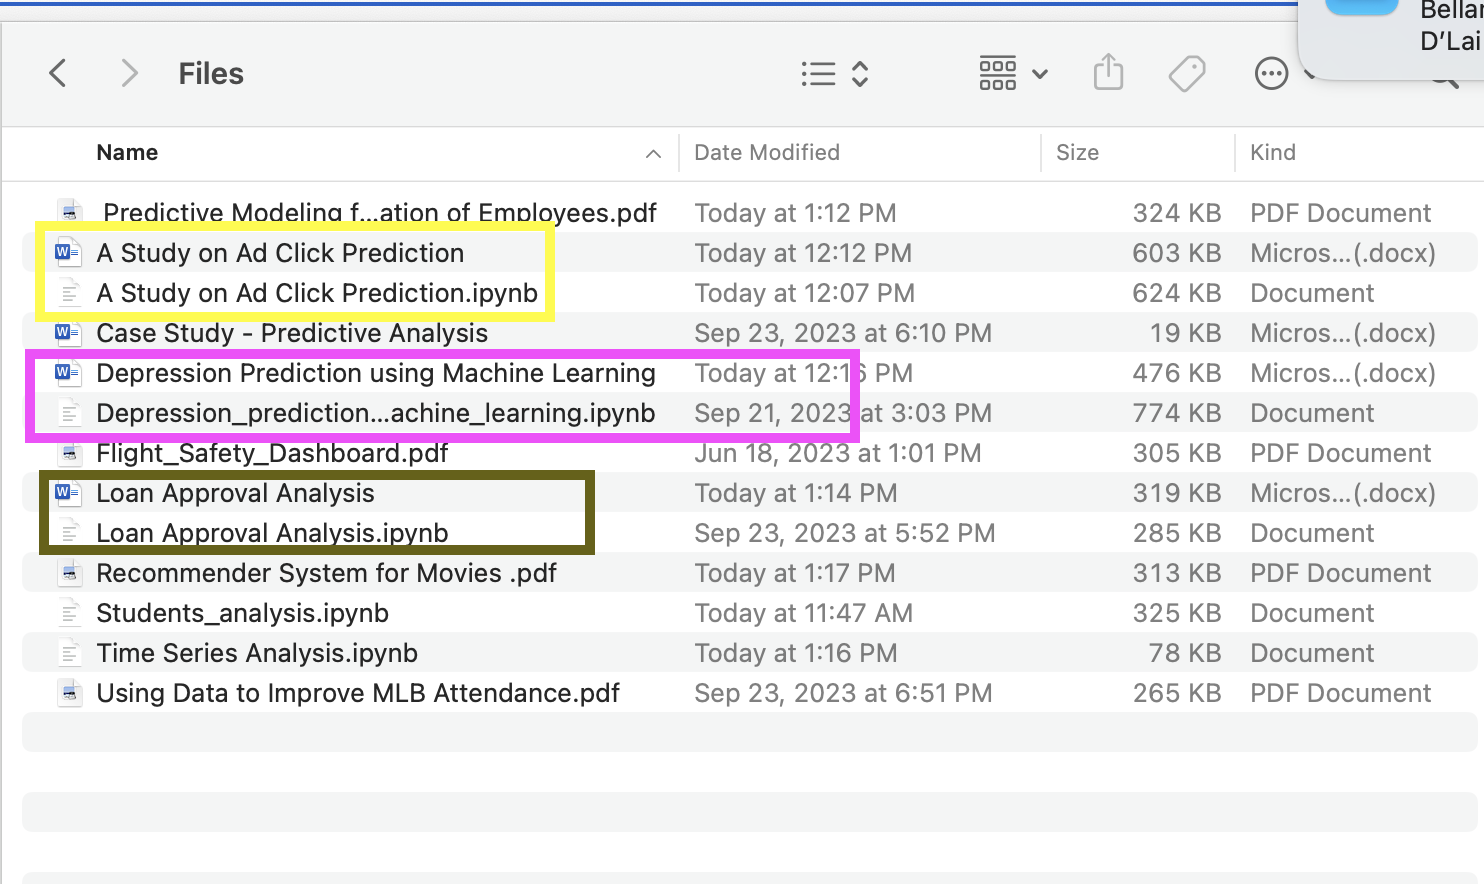 Bellar
D'Lai
Files
Name Date Modified Size Kind
Predictive Modeling f...ation of Employees.pdf Today at 1:12 PM 324 KB PDF Document
A Study on Ad Click Prediction Today at 12:12 PM 603 KB Micros...(.docx)
A Study on Ad Click Prediction.ipynb Today at 12:07 PM 624 KB Document
Case Study - Predictive Analysis Sep 23, 2023 at 6:10 PM 19 KB Micros...(.docx)
Depression Prediction using Machine Learning Today at 12:16 PM 476 KB Micros...(.docx)
Depression_prediction...achine_learning.ipynb Sep 21, 2023 at 3:03 PM 774 KB Document
Flight_Safety_Dashboard.pdf Jun 18, 2023 at 1:01 PM 305 KB PDF Document
Loan Approval Analysis Today at 1:14 PM 319 KB Micros...(.docx)
Loan Approval Analysis.ipynb Sep 23, 2023 at 5:52 PM 285 KB Document
Recommender System for Movies .pdf Today at 1:17 PM 313 KB PDF Document
Students_analysis.ipynb Today at 11:47 AM 325 KB Document
Time Series Analysis.ipynb Today at 1:16 PM 78 KB Document
Using Data to Improve MLB Attendance.pdf Sep 23, 2023 at 6:51 PM 265 KB PDF Document